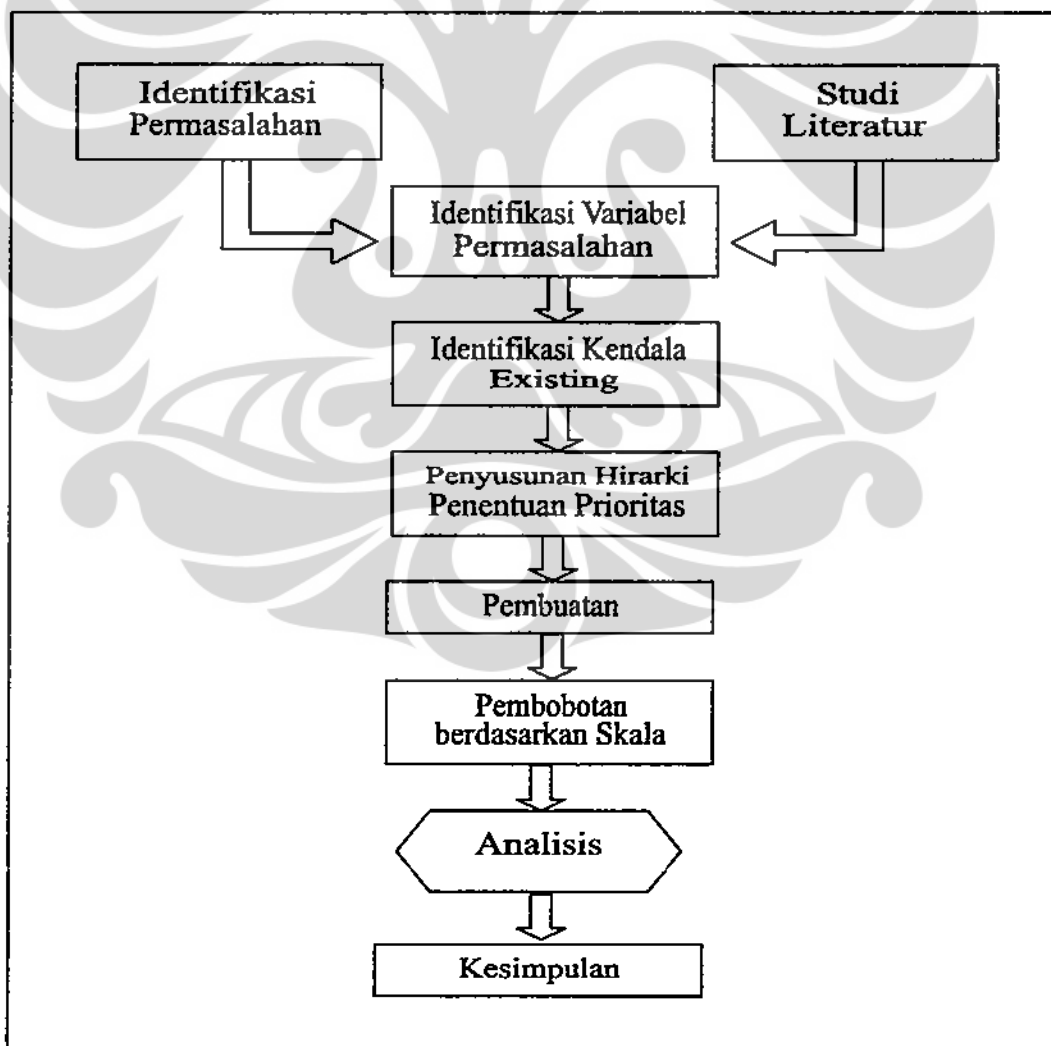 Identifikasi
Permasalahan
Studi
Literatur
Identifikasi Variabel
Permasalahan
Identifikasi Kendala
Existing
Penyusunan Hirarki
Penentuan Prioritas
Pembuatan
Pembobotan
berdasarkan Skala
Analisis
Kesimpulan